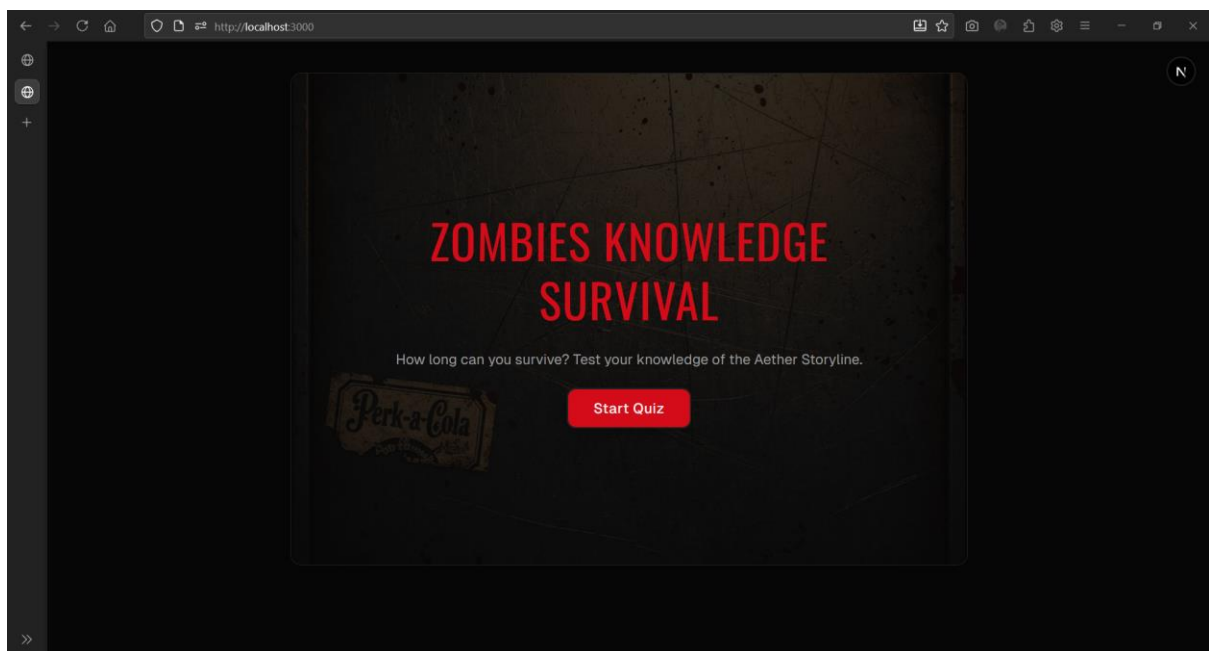 http://localhost:3000
N
ZOMBIES KNOWLEDGE
SURVIVAL
How long can you survive? Test your knowledge of the Aether Storyline.
Start Quiz
Perk-a-Cola